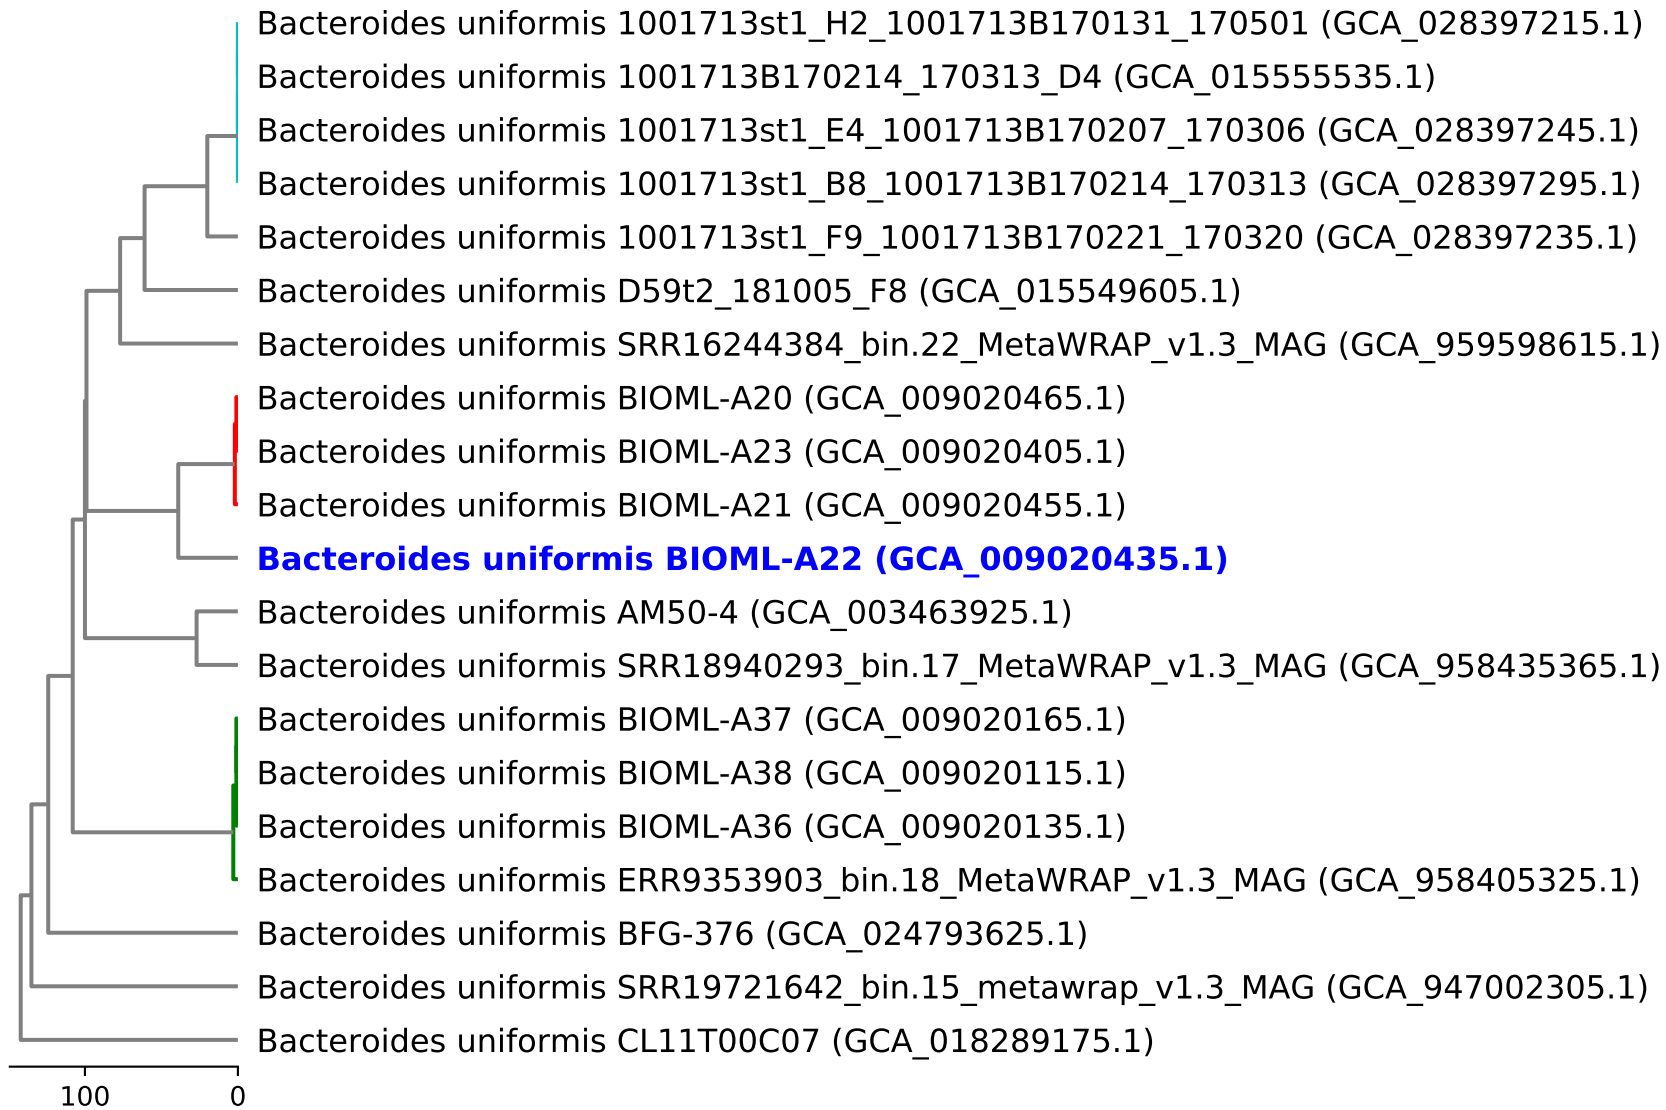 Bacteroides uniformis 1001713st1_H2_1001713B170131_170501 (GCA_028397215.1)
Bacteroides uniformis 1001713B170214_170313_D4 (GCA_015555535.1)
Bacteroides uniformis 1001713st1_E4_1001713B170207_170306 (GCA_028397245.1)
Bacteroides uniformis 1001713st1_B8_1001713B170214_170313 (GCA_028397295.1)
Bacteroides uniformis 1001713st1_F9_1001713B170221_170320 (GCA_028397235.1)
Bacteroides uniformis D59t2_181005_F8 (GCA_015549605.1)
Bacteroides uniformis SRR16244384_bin.22_MetaWRAP_v1.3_MAG (GCA_959598615.1)
Bacteroides uniformis BIOML-A20 (GCA_009020465.1)
Bacteroides uniformis BIOML-A23 (GCA_009020405.1)
Bacteroides uniformis BIOML-A21 (GCA_009020455.1)
Bacteroides uniformis BIOML-A22 (GCA_009020435.1)
Bacteroides uniformis AM50-4 (GCA_003463925.1)
Bacteroides uniformis SRR18940293_bin.17_MetaWRAP_v1.3_MAG (GCA_958435365.1)
Bacteroides uniformis BIOML-A37 (GCA_009020165.1)
Bacteroides uniformis BIOML-A38 (GCA_009020115.1)
Bacteroides uniformis BIOML-A36 (GCA_009020135.1)
Bacteroides uniformis ERR9353903_bin.18_MetaWRAP_v1.3_MAG (GCA_958405325.1)
Bacteroides uniformis BFG-376 (GCA_024793625.1)
Bacteroides uniformis SRR19721642_bin.15_metawrap_v1.3_MAG (GCA_947002305.1)
Bacteroides uniformis CL11T00C07 (GCA_018289175.1)
100 0